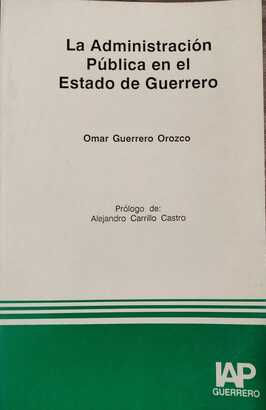 La Administración
Pública en el
Estado de Guerrero
Omar Guerrero Orozco
Prólogo de:
Alejandro Carrillo Castro
IAP
GUERRERO